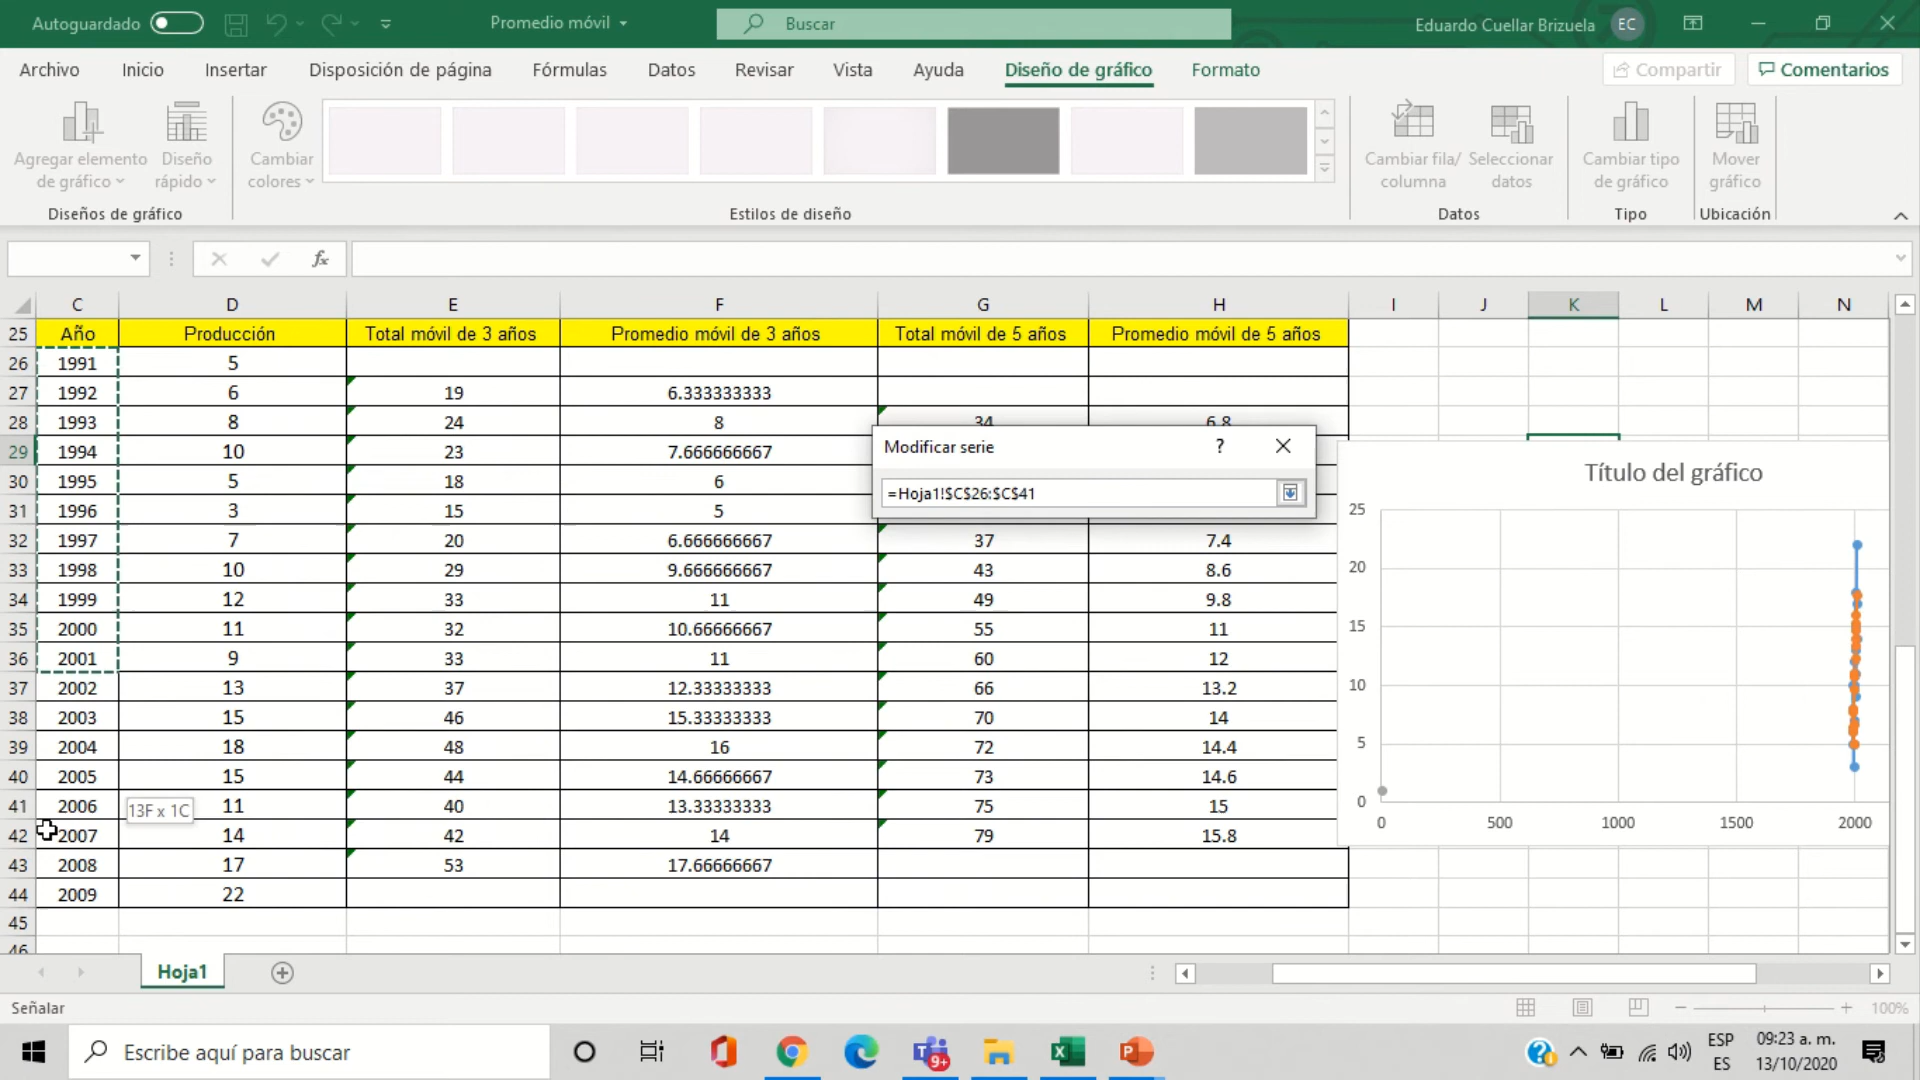 Autoguardado
Promedio móvil
Buscar
Eduardo Cuellar Brizuela EC
Archivo Inicio Insertar Disposición de página Fórmulas Datos Revisar Vista Ayuda Diseño de gráfico Formato Compartir Comentarios
Agregar elemento de gráfico Diseño rápido Cambiar colores Cambiar fila/ columna Seleccionar datos Cambiar tipo de gráfico Mover gráfico
Diseños de gráfico Estilos de diseño Datos Tipo Ubicación
fx
C D E F G H I J K L M N
25 Año Producción Total móvil de 3 años Promedio móvil de 3 años Total móvil de 5 años Promedio móvil de 5 años
26 1991 5
27 1992 6 19 6.333333333
28 1993 8 24 8 34 6.8
29 1994 10 23 7.666666667
30 1995 5 18 6
31 1996 3 15 5
32 1997 7 20 6.666666667 37 7.4
33 1998 10 29 9.666666667 43 8.6
34 1999 12 33 11 49 9.8
35 2000 11 32 10.66666667 55 11
36 2001 9 33 11 60 12
37 2002 13 37 12.33333333 66 13.2
38 2003 15 46 15.33333333 70 14
39 2004 18 48 16 72 14.4
40 2005 15 44 14.66666667 73 14.6
41 2006 11 40 13.33333333 75 15
42 2007 14 42 14 79 15.8
43 2008 17 53 17.66666667
44 2009 22
45
46
13F x 1C
Modificar serie ?
=Hoja1!$C$26:$C$41
Título del gráfico
25
20
15
10
5
0
0 500 1000 1500 2000
Hoja1
Señalar
100%
Escribe aquí para buscar
9+
ESP
ES
09:23 a. m.
13/10/2020